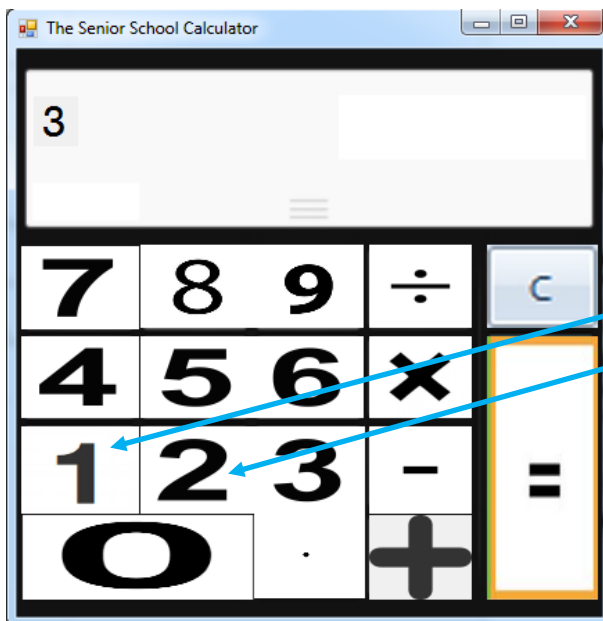 The Senior School Calculator
3
7 8 9 ÷ C
4 5 6 ×
1 2 3 - =
0 . +